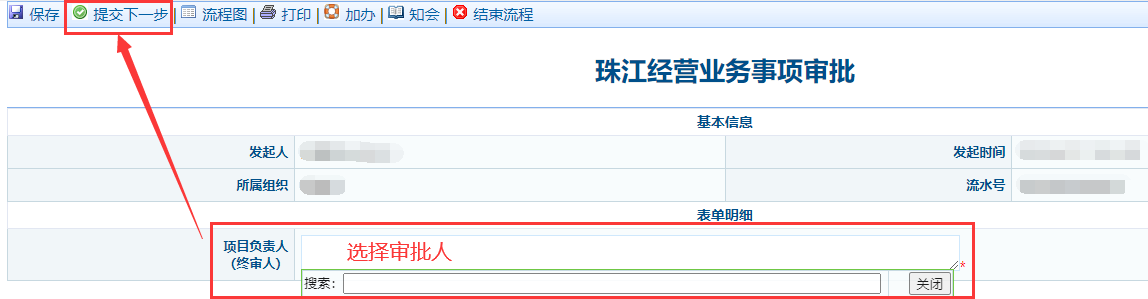 保存 提交下一步 | 流程图 | 打印 | 加办 | 知会 | 结束流程
珠江经营业务事项审批
基本信息
发起人 发起时间
所属组织 流水号
表单明细
项目负责人
(终审人)
选择审批人
*
搜索： 关闭